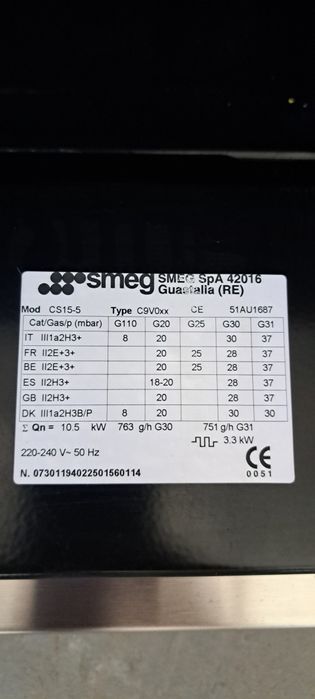 smeg SMEG SpA 42016
Guastalla (RE)
Mod CS15-5 Type C9V0xx CE 51AU1687
Cat/Gas/p (mbar) G110 G20 G25 G30 G31
IT III1a2H3+ 8 20 30 37
FR II2E+3+ 20 25 28 37
BE II2E+3+ 20 25 28 37
ES II2H3+ 18-20 28 37
GB II2H3+ 20 28 37
DK III1a2H3B/P 8 20 30 30
Σ Qn = 10.5 kW 763 g/h G30 751 g/h G31
3.3 kW
220-240 V~ 50 Hz CE
N. 07301194022501560114 0051